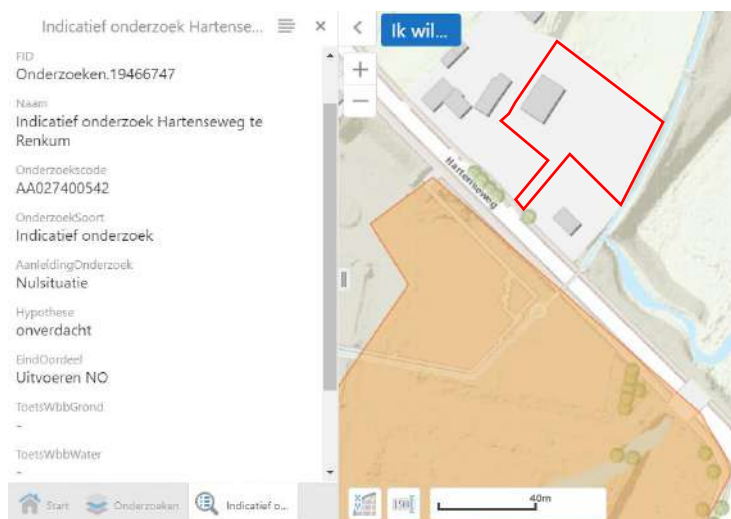 Indicatief onderzoek Hartense...
FID
Onderzoeken.19466747
Naam
Indicatief onderzoek Hartenseweg te
Renkum
Onderzoekscode
AA027400542
OnderzoekSoort
Indicatief onderzoek
AanleidingOnderzoek
Nulsituatie
Hypothese
onverdacht
EindOordeel
Uitvoeren NO
ToetsWbbGrond
-
ToetsWbbWater
-
Start
Onderzoeken
Indicatief o...
Ik wil...
Hartenseweg
40m